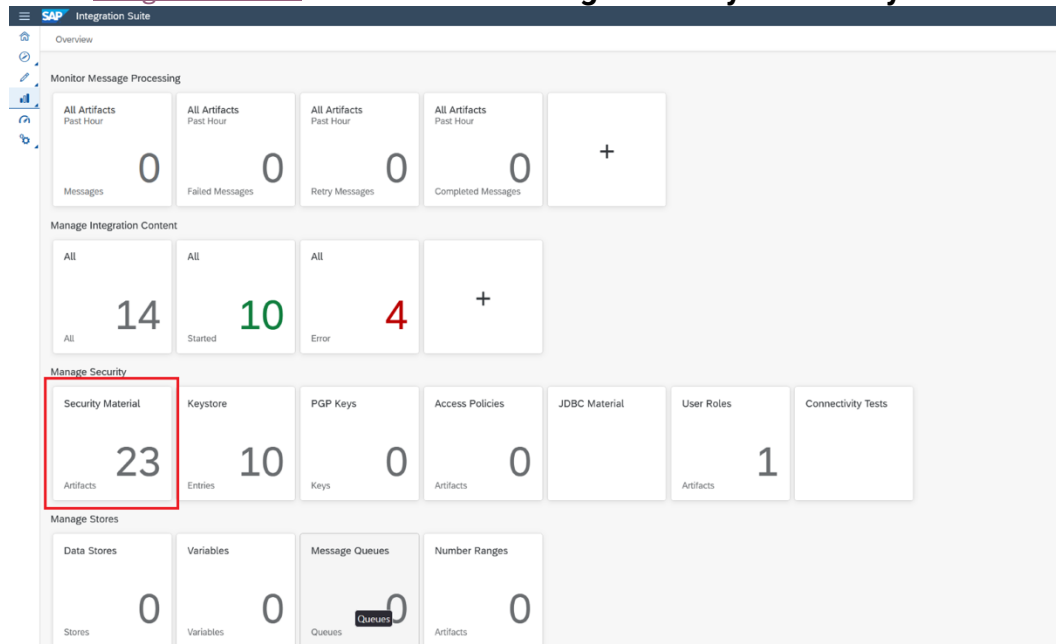 SAP Integration Suite
Overview
Monitor Message Processing
All Artifacts All Artifacts All Artifacts All Artifacts
Past Hour Past Hour Past Hour Past Hour
0 0 0 0 +
Messages Failed Messages Retry Messages Completed Messages
Manage Integration Content
All All All
14 10 4 +
All Started Error
Manage Security
Security Material Keystore PGP Keys Access Policies JDBC Material User Roles Connectivity Tests
23 10 0 0 1
Artifacts Entries Keys Artifacts Artifacts
Manage Stores
Data Stores Variables Message Queues Number Ranges
0 0 0 0
Queues
Stores Variables Queues Artifacts